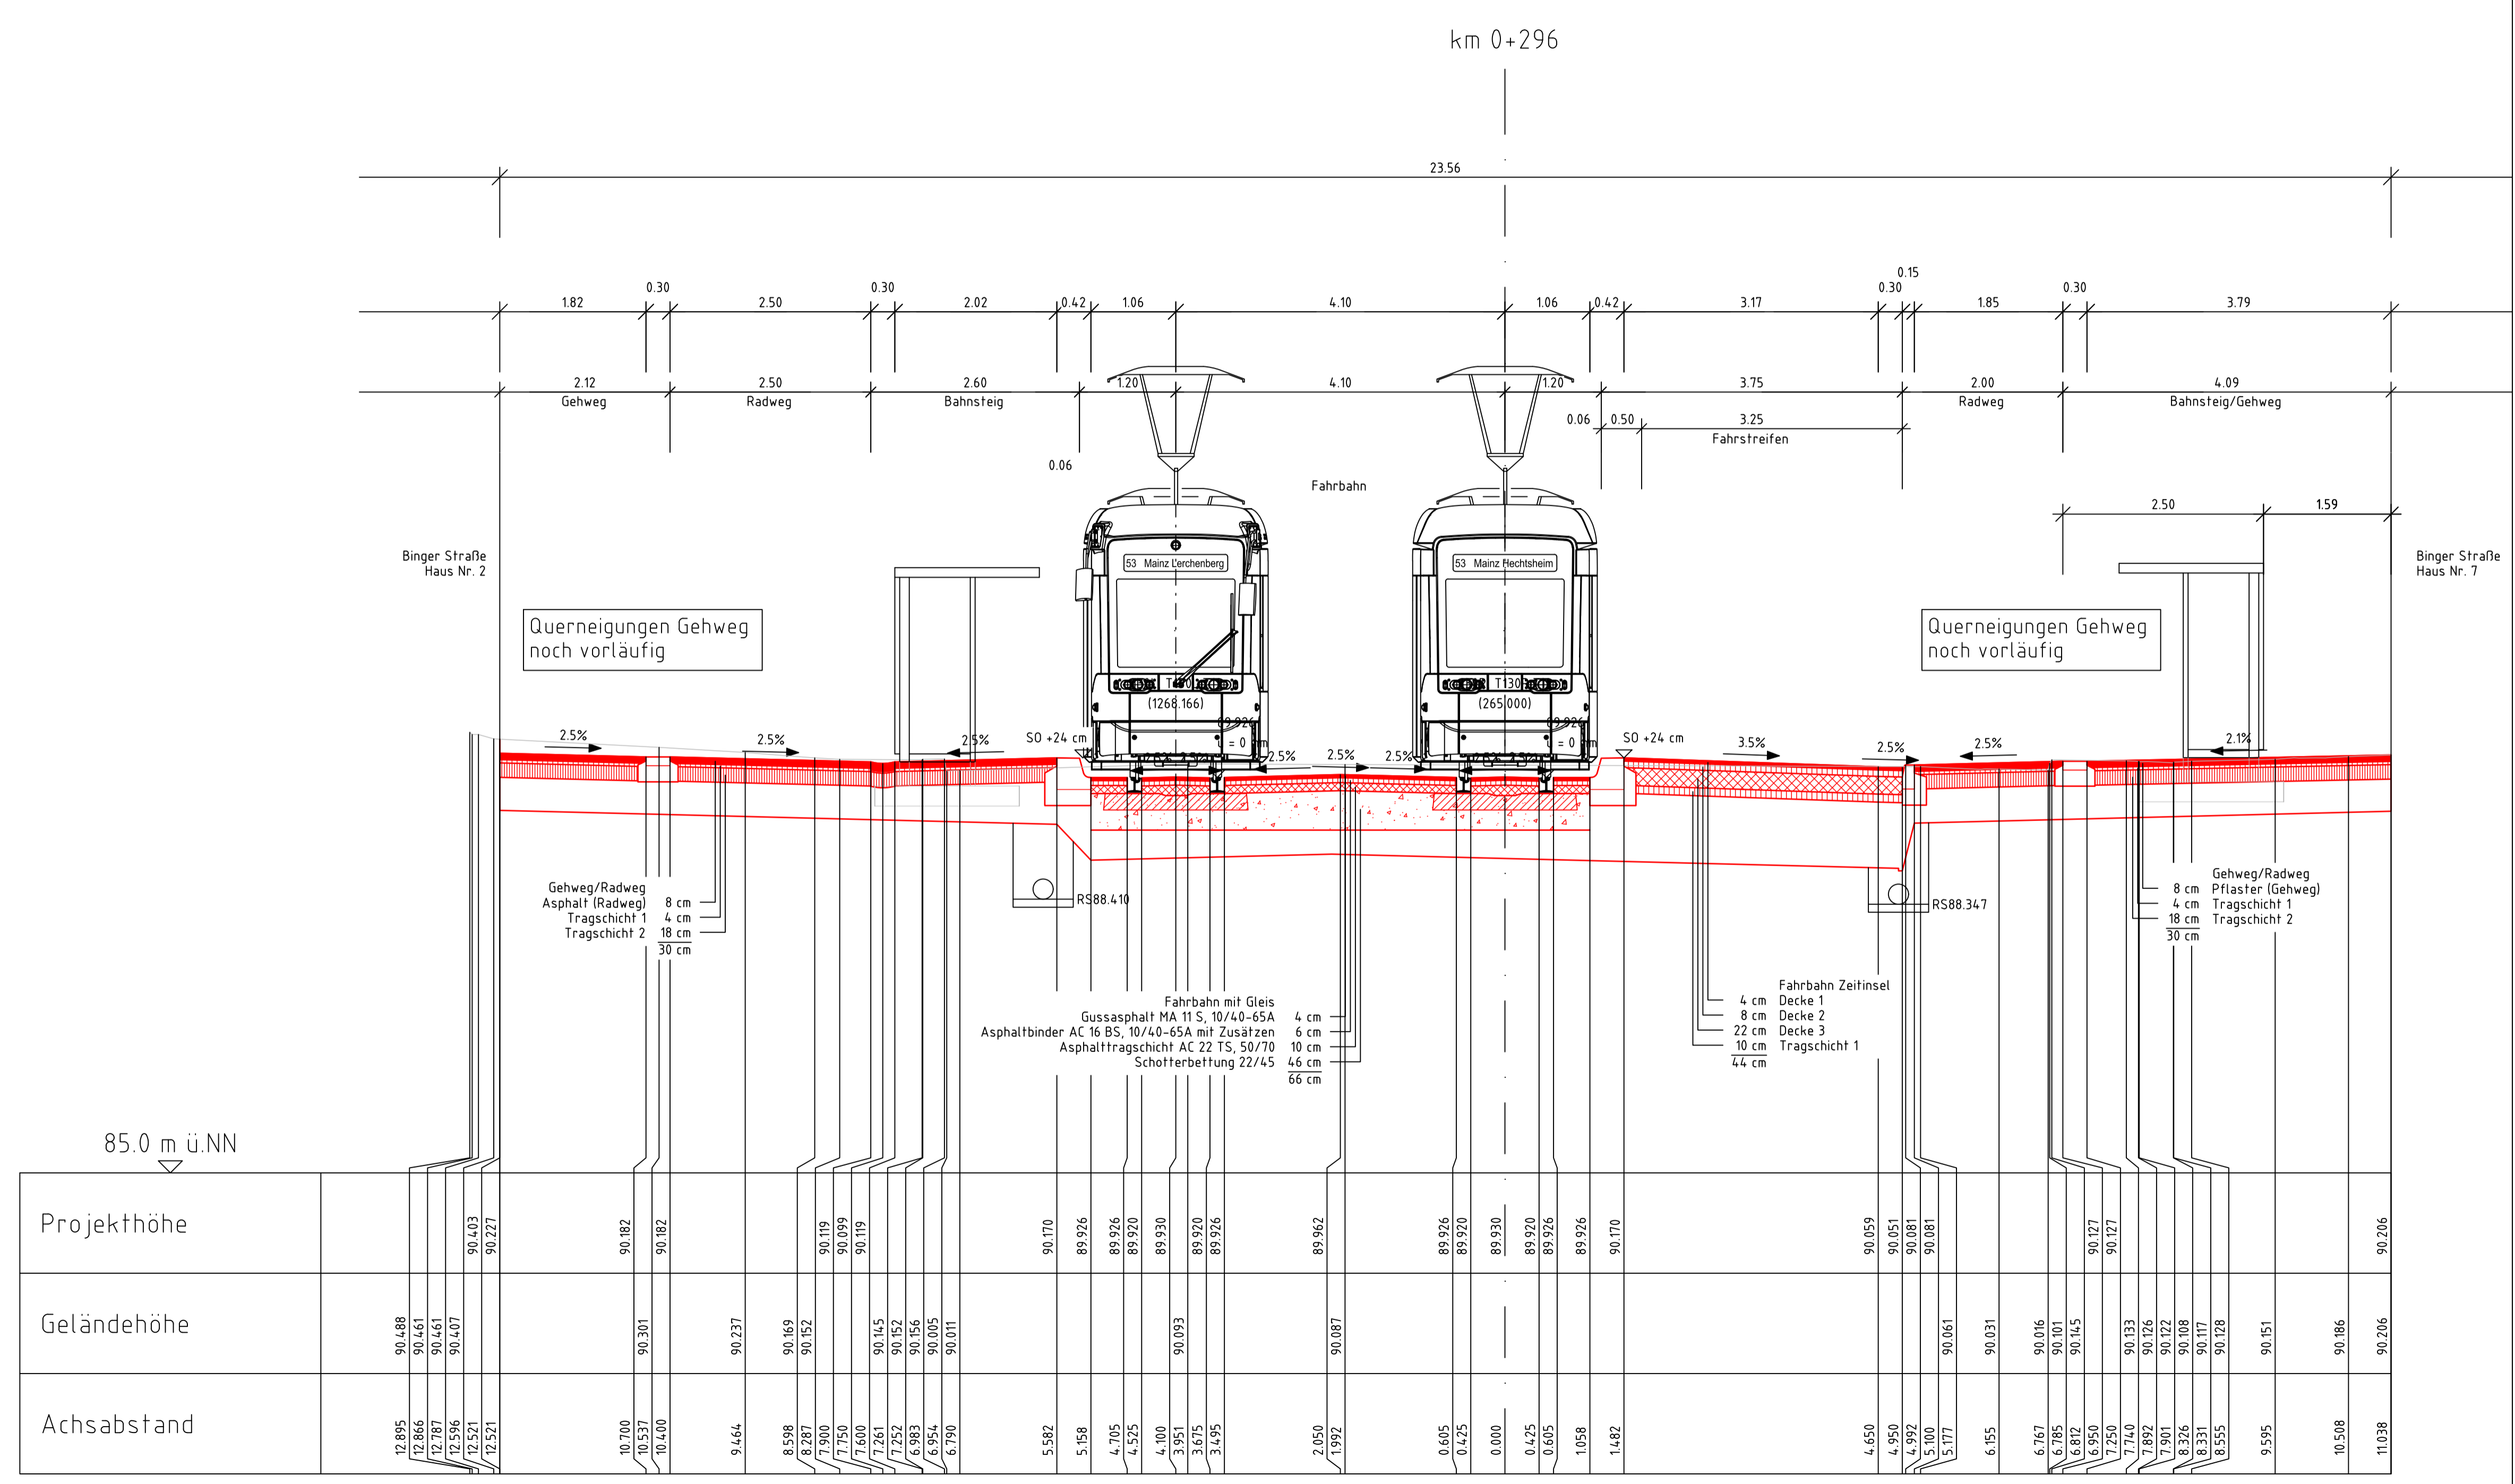 km 0+296
23.56
0.15
0.30 0.30 0.30 0.30
1.82 2.50 2.02 0.42 1.06 4.10 1.06 0.42 3.17 1.85 3.79
2.12 2.50 2.60 1.20 4.10 1.20 3.75 2.00 4.09
Gehweg Radweg Bahnsteig Radweg Bahnsteig/Gehweg
0.06 0.50 3.25
Fahrstreifen
0.06
Fahrbahn
2.50 1.59
Binger Straße
Haus Nr. 2
Binger Straße
Haus Nr. 7
53 Mainz Lerchenberg
53 Mainz Hechtsheim
Querneigungen Gehweg
noch vorläufig
Querneigungen Gehweg
noch vorläufig
(1268.166)
(265.000)
89.926 89.926
2.5% 2.5% 2.5% SO +24 cm 2.5% 2.5% 2.5% SO +24 cm 3.5% 2.5% 2.5% 2.1%
RS88.410
RS88.347
Gehweg/Radweg
Asphalt (Radweg) 8 cm
Tragschicht 1 4 cm
Tragschicht 2 18 cm
30 cm
Gehweg/Radweg
8 cm Pflaster (Gehweg)
4 cm Tragschicht 1
18 cm Tragschicht 2
30 cm
Fahrbahn mit Gleis
Gussasphalt MA 11 S, 10/40-65A 4 cm
Asphaltbinder AC 16 BS, 10/40-65A mit Zusätzen 6 cm
Asphalttragschicht AC 22 TS, 50/70 10 cm
Schotterbettung 22/45 46 cm
66 cm
Fahrbahn Zeitinsel
4 cm Decke 1
8 cm Decke 2
22 cm Decke 3
10 cm Tragschicht 1
44 cm
85.0 m ü.NN
Projekthöhe 90.403 90.227 90.182 90.182 90.119 90.099 90.119 90.170 89.926 89.926 89.920 89.930 89.920 89.926 89.962 89.926 89.920 89.930 89.920 89.926 89.926 90.170 90.059 90.051 90.081 90.081 90.127 90.127 90.206
Geländehöhe 90.488 90.461 90.461 90.407 90.301 90.237 90.169 90.152 90.145 90.152 90.156 90.005 90.011 90.093 90.087 90.061 90.031 90.016 90.101 90.145 90.133 90.126 90.122 90.108 90.117 90.128 90.151 90.186 90.206
Achsabstand 12.895 12.866 12.787 12.596 12.521 12.521 10.700 10.537 10.400 9.464 8.598 8.287 7.900 7.750 7.600 7.261 7.252 6.983 6.954 6.790 5.582 5.158 4.705 4.525 4.100 3.951 3.675 3.495 2.050 1.992 0.605 0.425 0.000 0.425 0.605 1.058 1.482 4.650 4.950 4.992 5.100 5.177 6.155 6.767 6.785 6.812 6.950 7.250 7.740 7.892 7.901 8.326 8.331 8.555 9.595 10.508 11.038